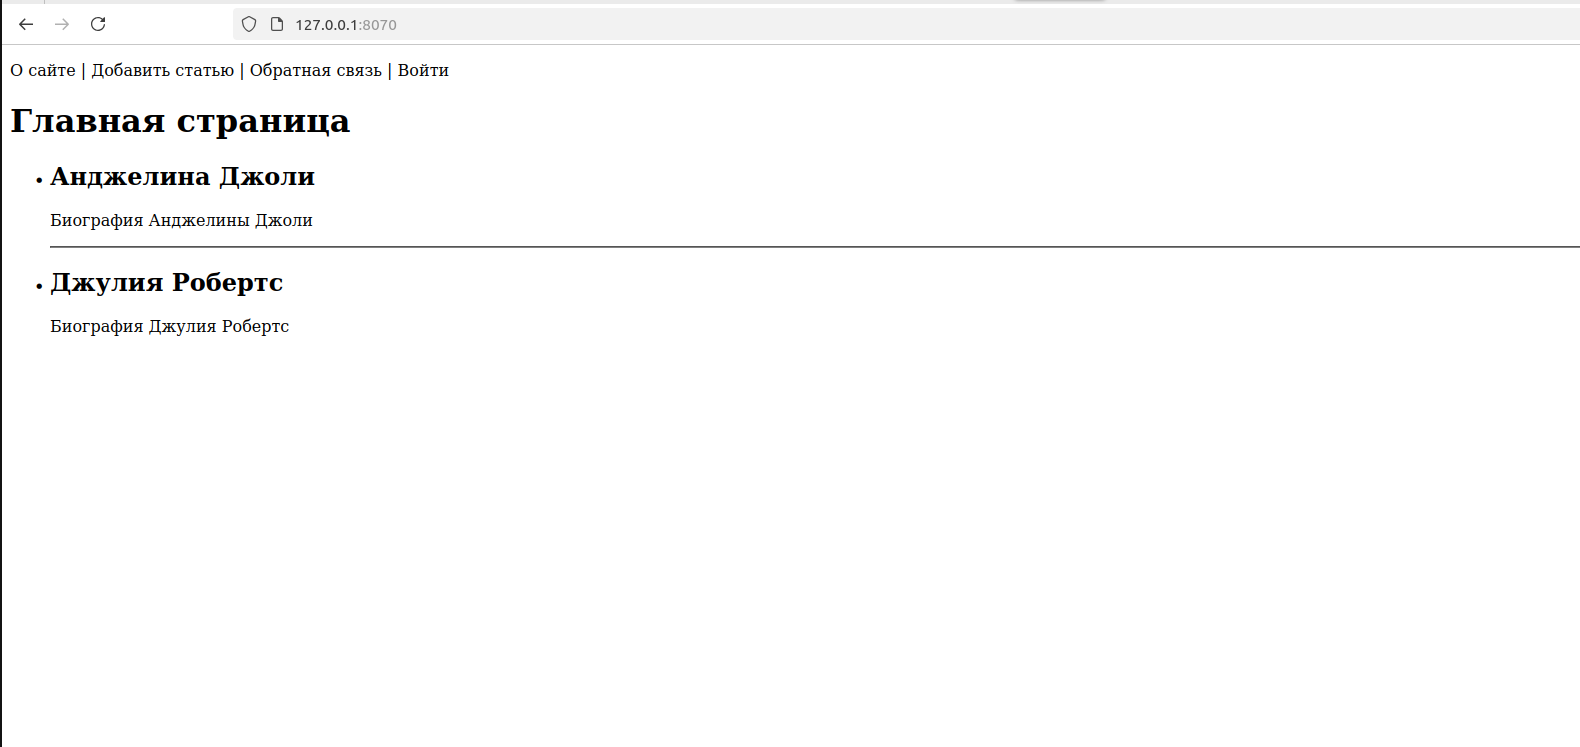 127.0.0.1:8070
О сайте | Добавить статью | Обратная связь | Войти
Главная страница
Анджелина Джоли
Биография Анджелины Джоли
Джулия Робертс
Биография Джулия Робертс